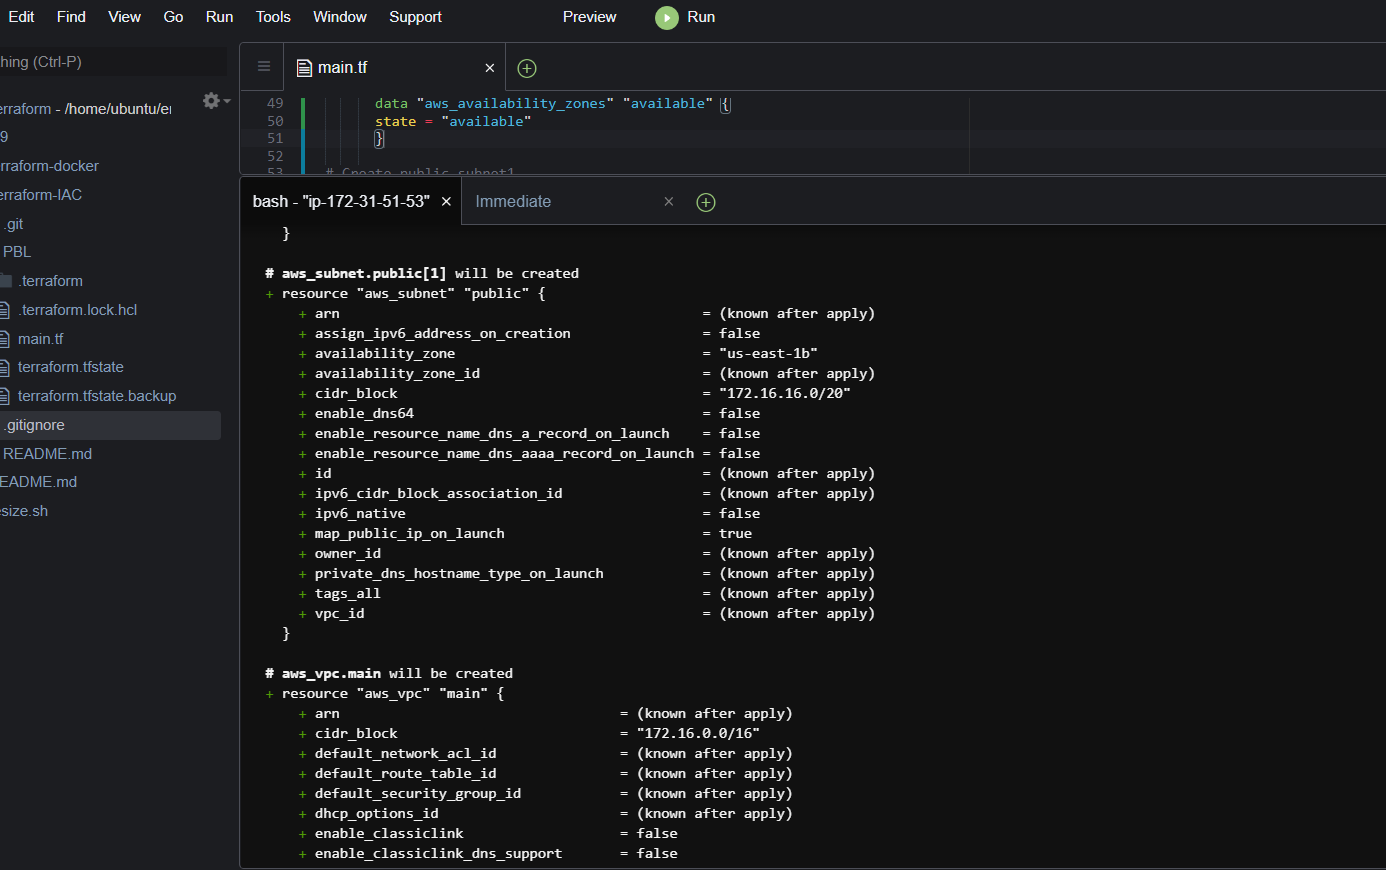 Edit Find View Go Run Tools Window Support Preview Run
hing (Ctrl-P)
main.tf ×
erraform - /home/ubuntu/er
9
rraform-docker
erraform-IAC
.git
PBL
.terraform
.terraform.lock.hcl
main.tf
terraform.tfstate
terraform.tfstate.backup
.gitignore
README.md
EADME.md
esize.sh
49 data "aws_availability_zones" "available" {
50 state = "available"
51 }
52
53 # Create public subnet1
bash - "ip-172-31-51-53" × Immediate ×
}
# aws_subnet.public[1] will be created
+ resource "aws_subnet" "public" {
+ arn = (known after apply)
+ assign_ipv6_address_on_creation = false
+ availability_zone = "us-east-1b"
+ availability_zone_id = (known after apply)
+ cidr_block = "172.16.16.0/20"
+ enable_dns64 = false
+ enable_resource_name_dns_a_record_on_launch = false
+ enable_resource_name_dns_aaaa_record_on_launch = false
+ id = (known after apply)
+ ipv6_cidr_block_association_id = (known after apply)
+ ipv6_native = false
+ map_public_ip_on_launch = true
+ owner_id = (known after apply)
+ private_dns_hostname_type_on_launch = (known after apply)
+ tags_all = (known after apply)
+ vpc_id = (known after apply)
}
# aws_vpc.main will be created
+ resource "aws_vpc" "main" {
+ arn = (known after apply)
+ cidr_block = "172.16.0.0/16"
+ default_network_acl_id = (known after apply)
+ default_route_table_id = (known after apply)
+ default_security_group_id = (known after apply)
+ dhcp_options_id = (known after apply)
+ enable_classiclink = false
+ enable_classiclink_dns_support = false